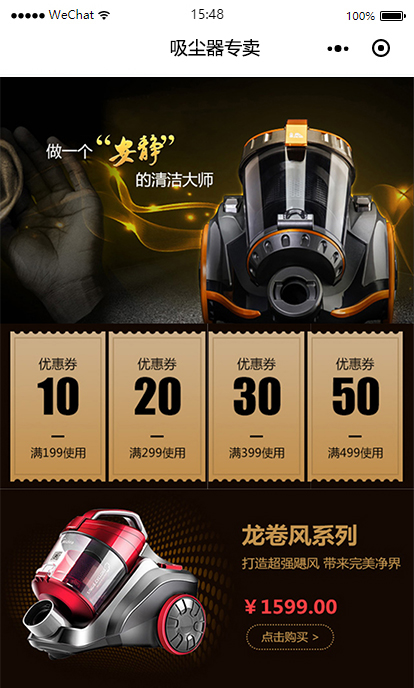 WeChat
15:48
100%
吸尘器专卖
做一个“安静”
的清洁大师
优惠券
10
满199使用
优惠券
20
满299使用
优惠券
30
满399使用
优惠券
50
满499使用
龙卷风系列
打造超强飓风 带来完美净界
¥1599.00
点击购买 >